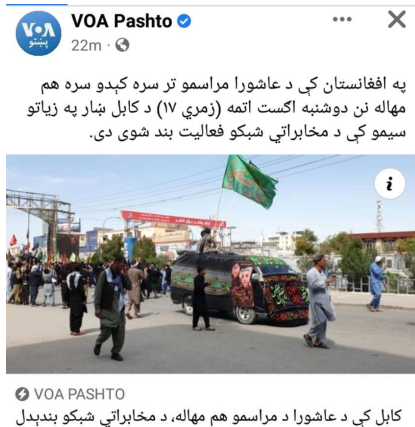 VOA Pashto
VOA
پښتو
22m
په افغانستان کې د عاشورا مراسمو تر سره کېدو سره هم
مهاله نن دوشنبه اګست اتمه (زمري ۱۷) د کابل ښار په زیاتو
سیمو کې د مخابراتي شبکو فعالیت بند شوی دی.
i
VOA PASHTO
کابل کې د عاشورا د مراسمو هم مهاله، د مخابراتي شبکو بندېدل